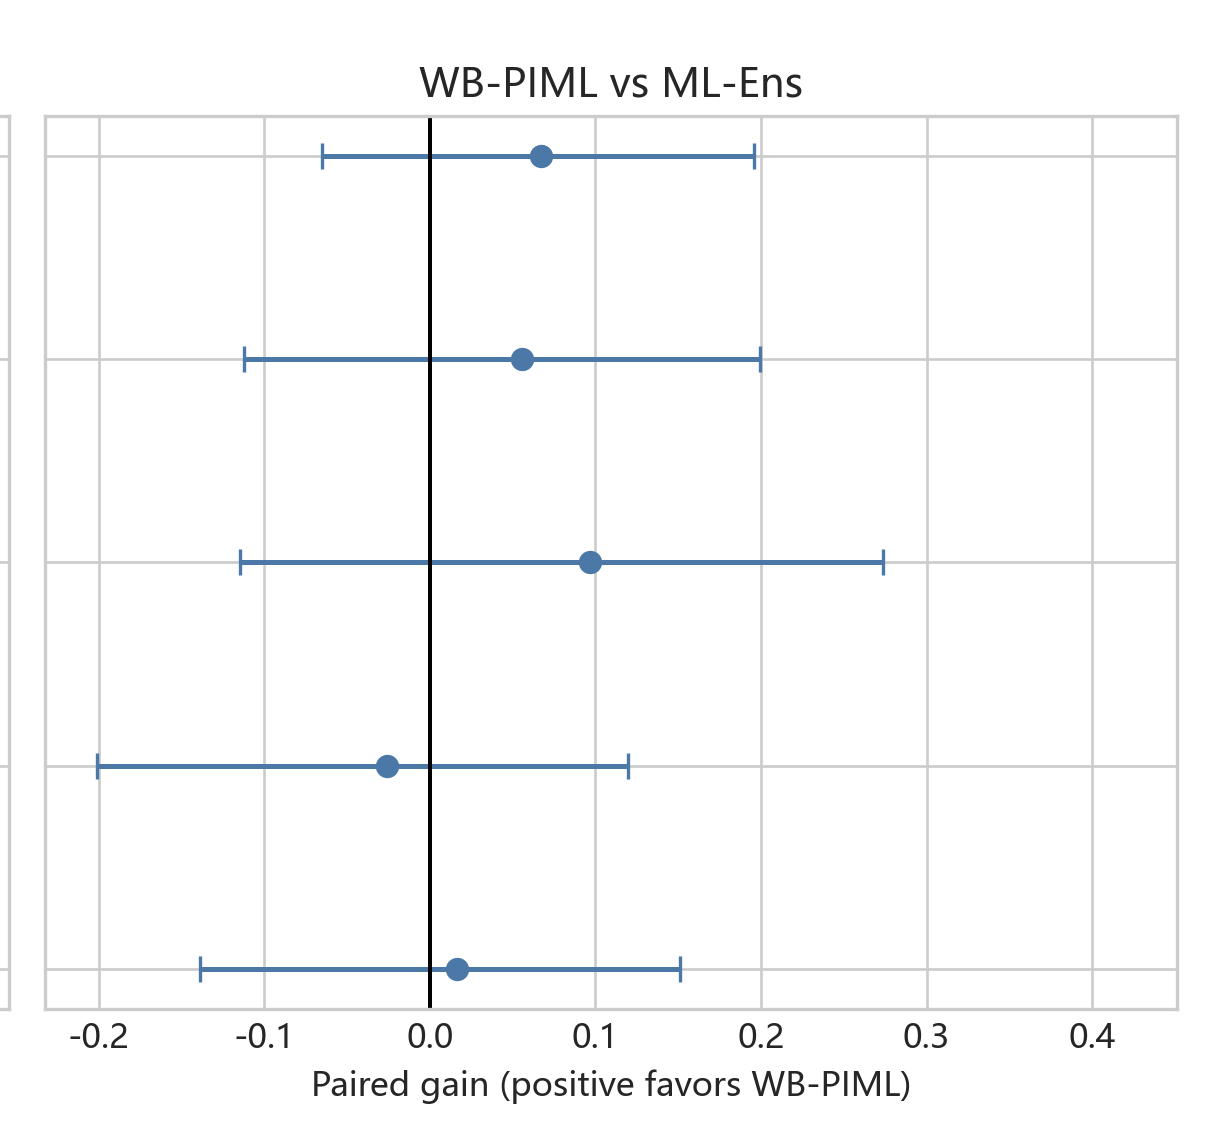 WB-PIML vs ML-Ens
-0.2 -0.1 0.0 0.1 0.2 0.3 0.4
Paired gain (positive favors WB-PIML)